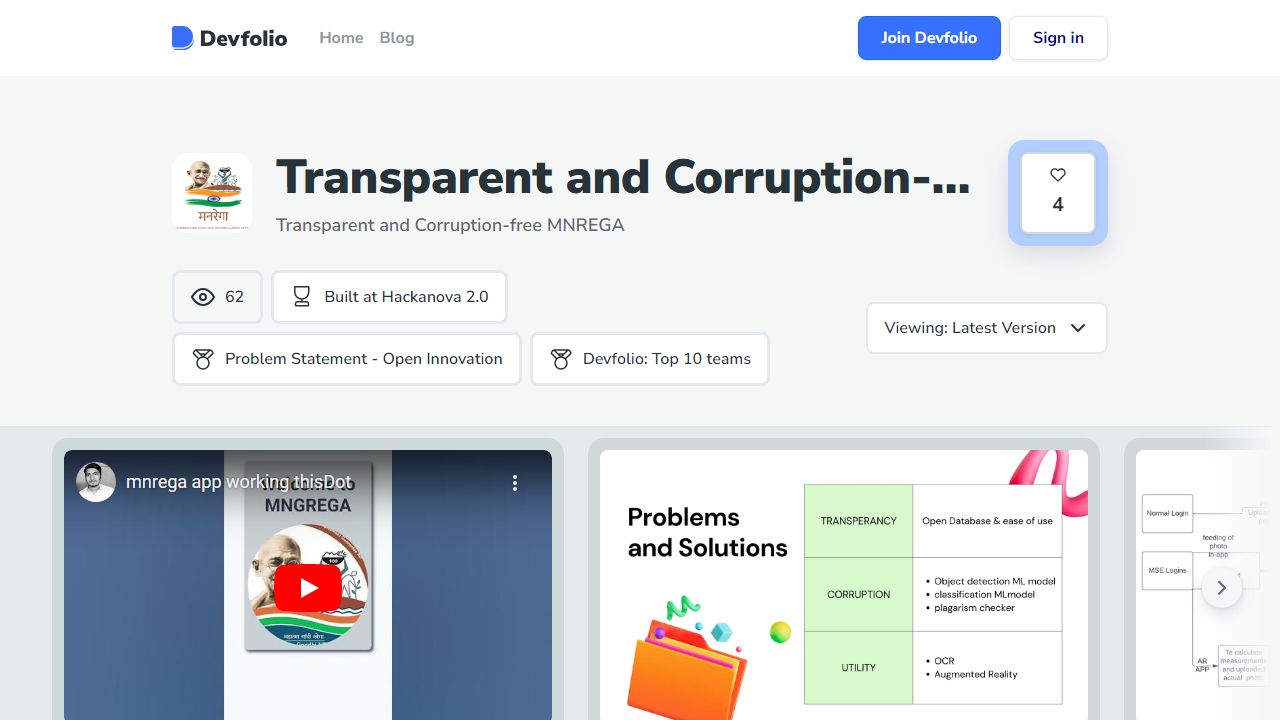 Devfolio
Home
Blog
Join Devfolio
Sign in
मनरेगा
Transparent and Corruption-...
Transparent and Corruption-free MNREGA
4
62
Built at Hackanova 2.0
Problem Statement - Open Innovation
Devfolio: Top 10 teams
Viewing: Latest Version
mnrega app working thisDot
MNGREGA
Problems
and Solutions
TRANSPERANCY
Open Database & ease of use
CORRUPTION
• Object detection ML model
• classification MLmodel
• plagarism checker
UTILITY
• OCR
• Augmented Reality
Normal Login
feeding of
photo
in-app
MSE Logins
AR
APP
To calculate
measurements
and uploaded
actual photo